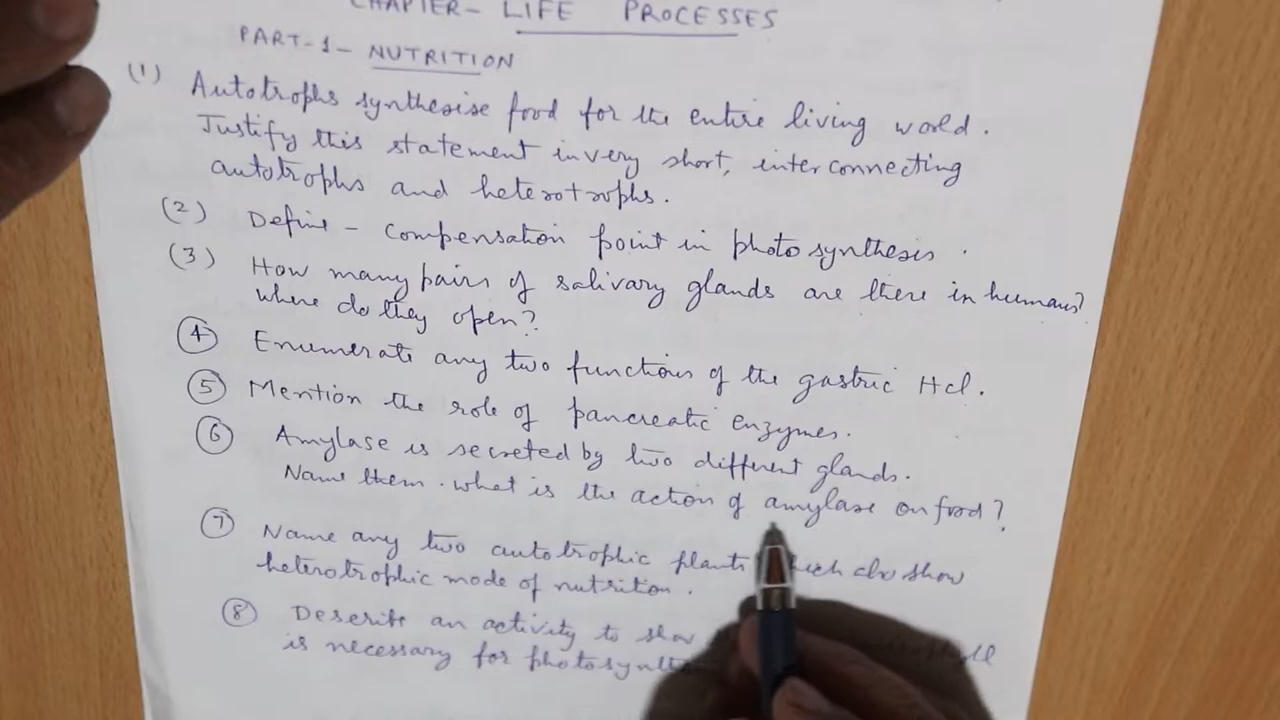 CHAPTER- LIFE PROCESSES
PART-1- NUTRITION
(1) Autotrophs synthesise food for the entire living world.
Justify this statement in very short, interconnecting
autotrophs and heterotrophs.
(2) Define - compensation point in photosynthesis.
(3) How many pairs of salivary glands are there in humans?
where do they open?
4 Enumerate any two functions of the gastric Hcl.
5 Mention the role of pancreatic enzymes.
6 Amylase is secreted by two different glands.
Name them. what is the action of amylase on food?
7 Name any two autotrophic plants which also show
heterotrophic mode of nutrition.
8 Describe an activity to show
is necessary for